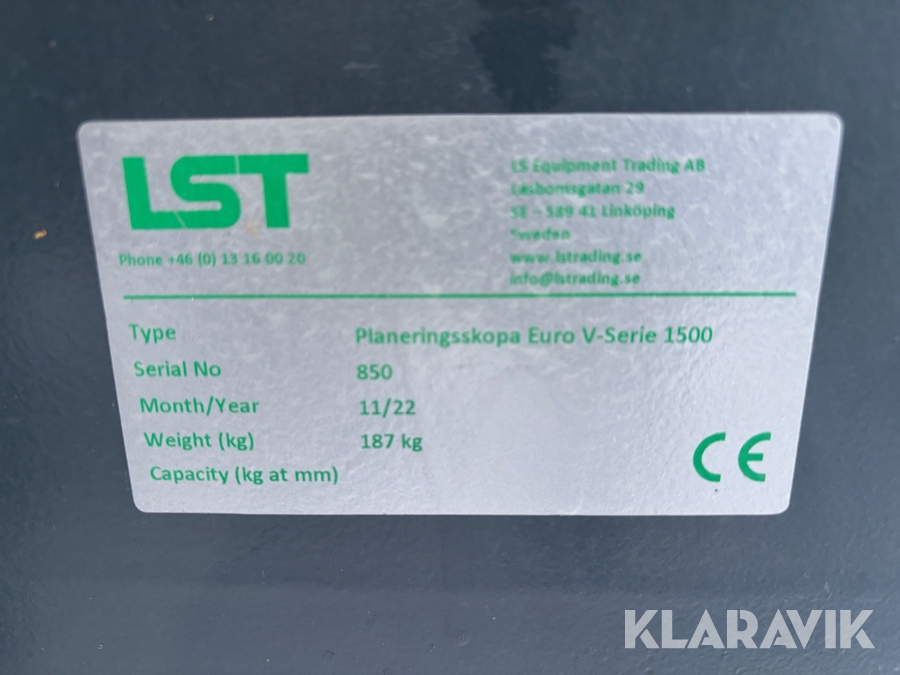 LST
Phone +46 (0) 13 16 00 20
LS Equipment Trading AB
Läsbomsgatan 29
SE - 589 41 Linköping
Sweden
www.lstrading.se
info@lstrading.se
Type Planeringsskopa Euro V-Serie 1500
Serial No 850
Month/Year 11/22
Weight (kg) 187 kg
Capacity (kg at mm)
CE
KLARAVIK